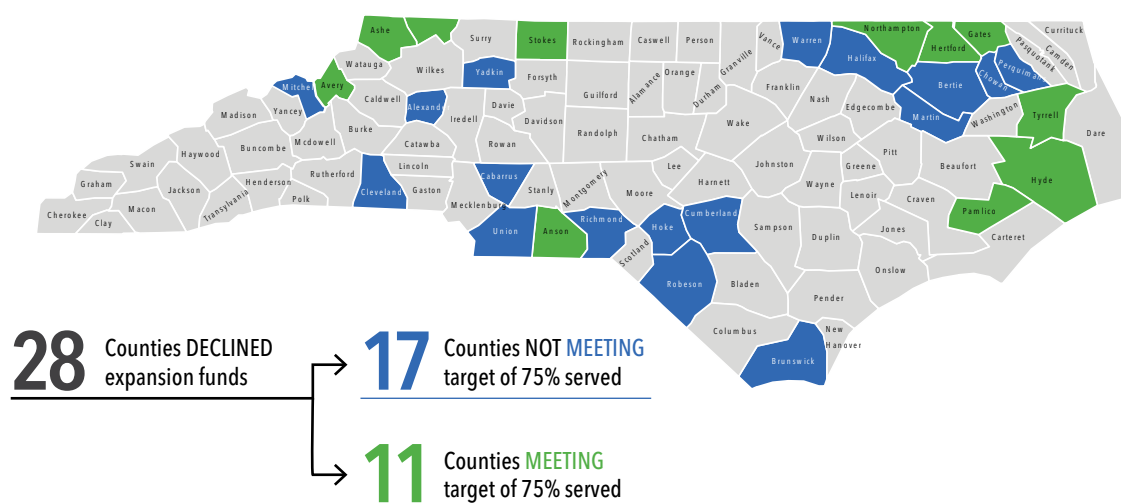 Ashe
Surry
Stokes
Rockingham
Caswell
Person
Granville
Vance
Warren
Northampton
Gates
Hertford
Currituck
Camden
Pasquotank
Watauga
Wilkes
Yadkin
Forsyth
Guilford
Alamance
Orange
Durham
Franklin
Halifax
Bertie
Chowan
Perquiman
Mitche
Avery
Caldwell
Alexande
Iredell
Davie
Davidson
Randolph
Chatham
Wake
Nash
Edgecombe
Martin
Washington
Tyrrell
Dare
Madison
Yancey
Mcdowell
Burke
Catawba
Rowan
Wilson
Pitt
Beaufort
Hyde
Swain
Haywood
Buncombe
Rutherford
Lincoln
Cabarrus
Stanly
Montgomery
Moore
Lee
Harnett
Johnston
Wayne
Greene
Lenoir
Craven
Pamlico
Graham
Jackson
Henderson
Transylvania
Polk
Cleveland
Gaston
Mecklenburg
Cherokee
Clay
Macon
Union
Anson
Richmond
Scotland
Hoke
Cumberland
Sampson
Duplin
Jones
Carteret
Onslow
Robeson
Bladen
Pender
Columbus
New
Hanover
Brunswick
28
Counties DECLINED
expansion funds
17
Counties NOT MEETING
target of 75% served
11
Counties MEETING
target of 75% served